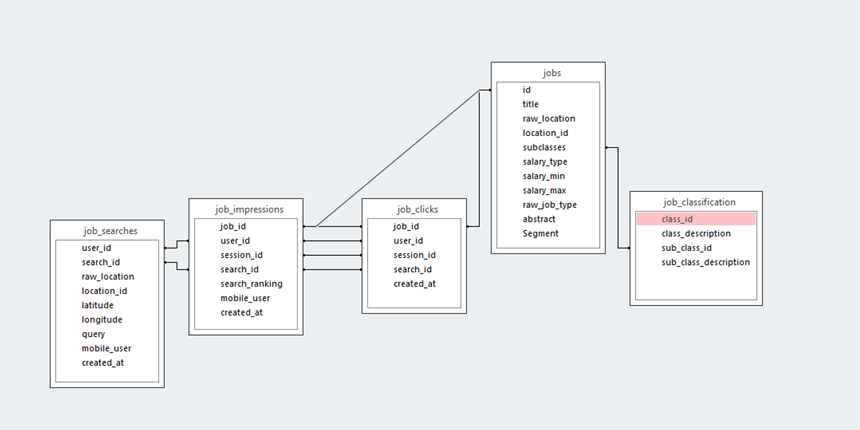 job_searches
user_id
search_id
raw_location
location_id
latitude
longitude
query
mobile_user
created_at
job_impressions
job_id
user_id
session_id
search_id
search_ranking
mobile_user
created_at
job_clicks
job_id
user_id
session_id
search_id
created_at
jobs
id
title
raw_location
location_id
subclasses
salary_type
salary_min
salary_max
raw_job_type
abstract
Segment
job_classification
class_id
class_description
sub_class_id
sub_class_description